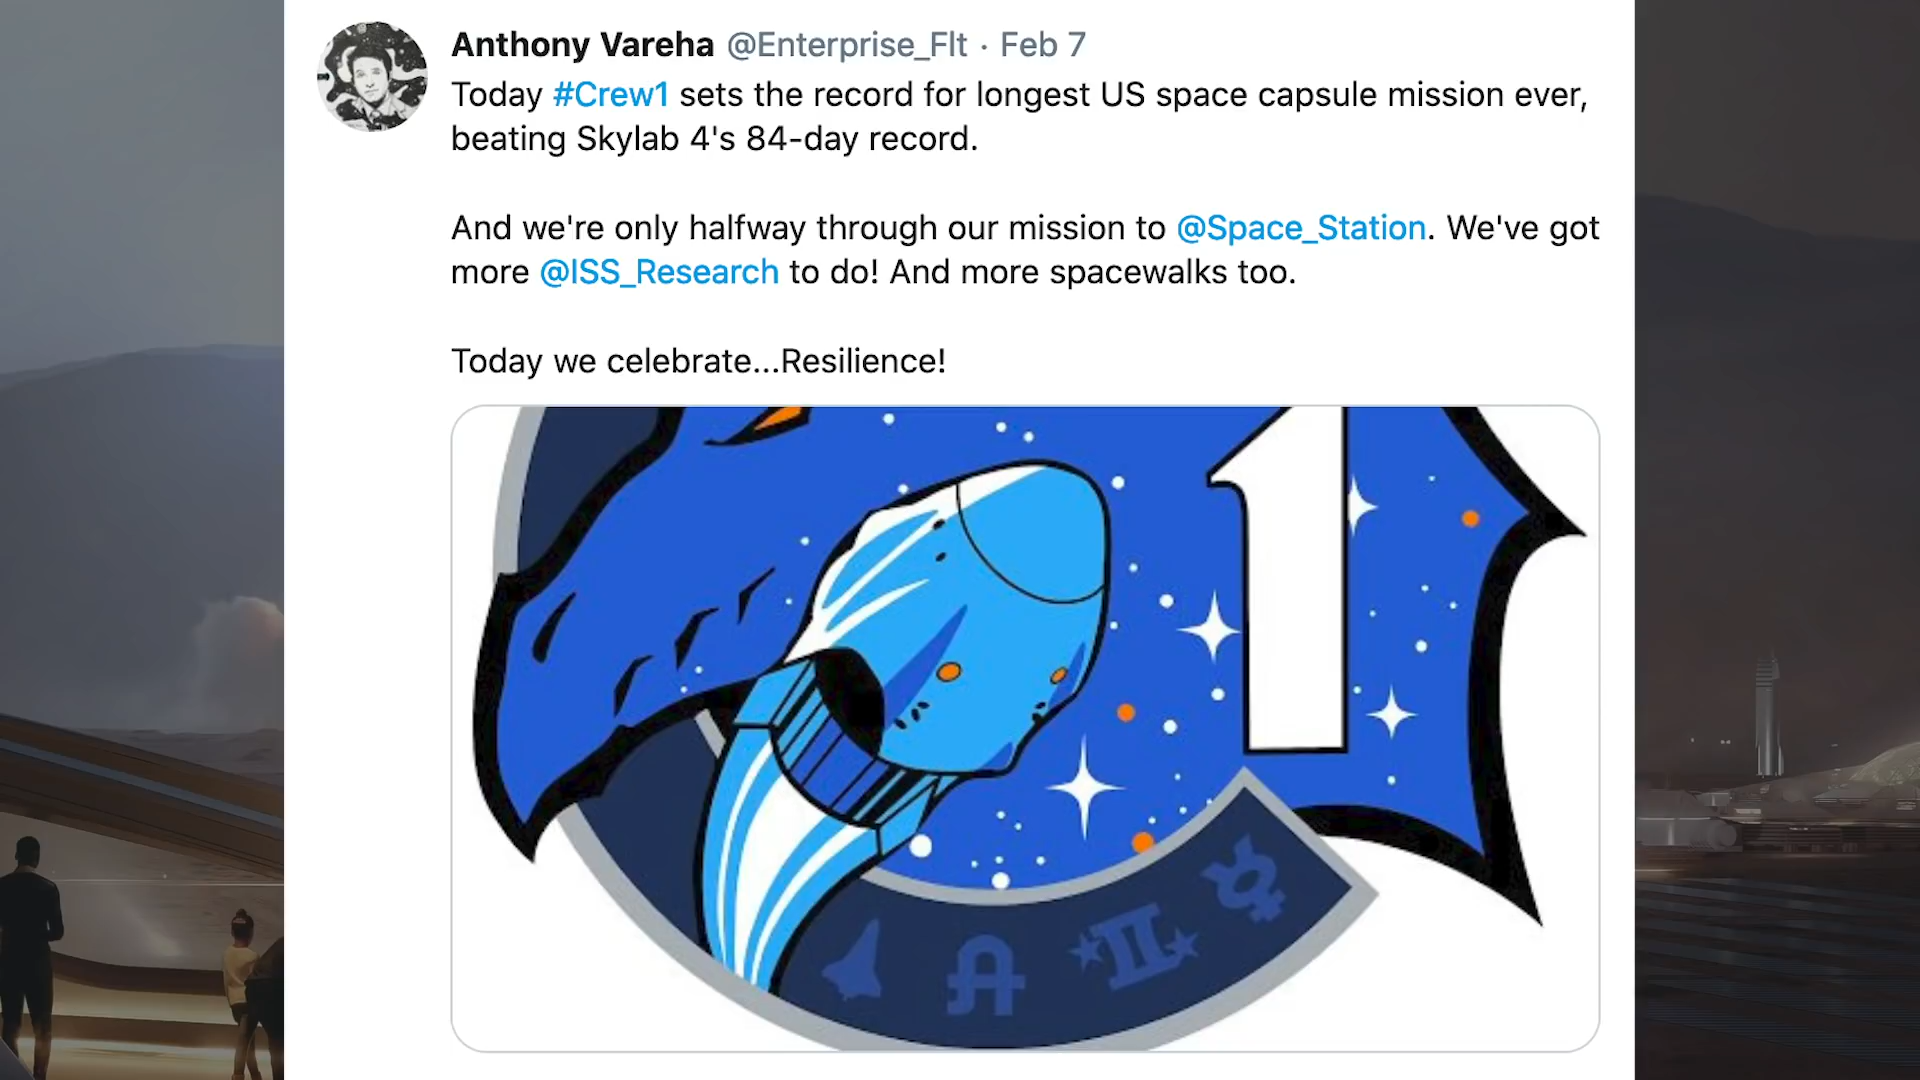 Anthony Vareha @Enterprise_Flt · Feb 7
Today #Crew1 sets the record for longest US space capsule mission ever,
beating Skylab 4's 84-day record.
And we're only halfway through our mission to @Space_Station. We've got
more @ISS_Research to do! And more spacewalks too.
Today we celebrate...Resilience!
1
A II